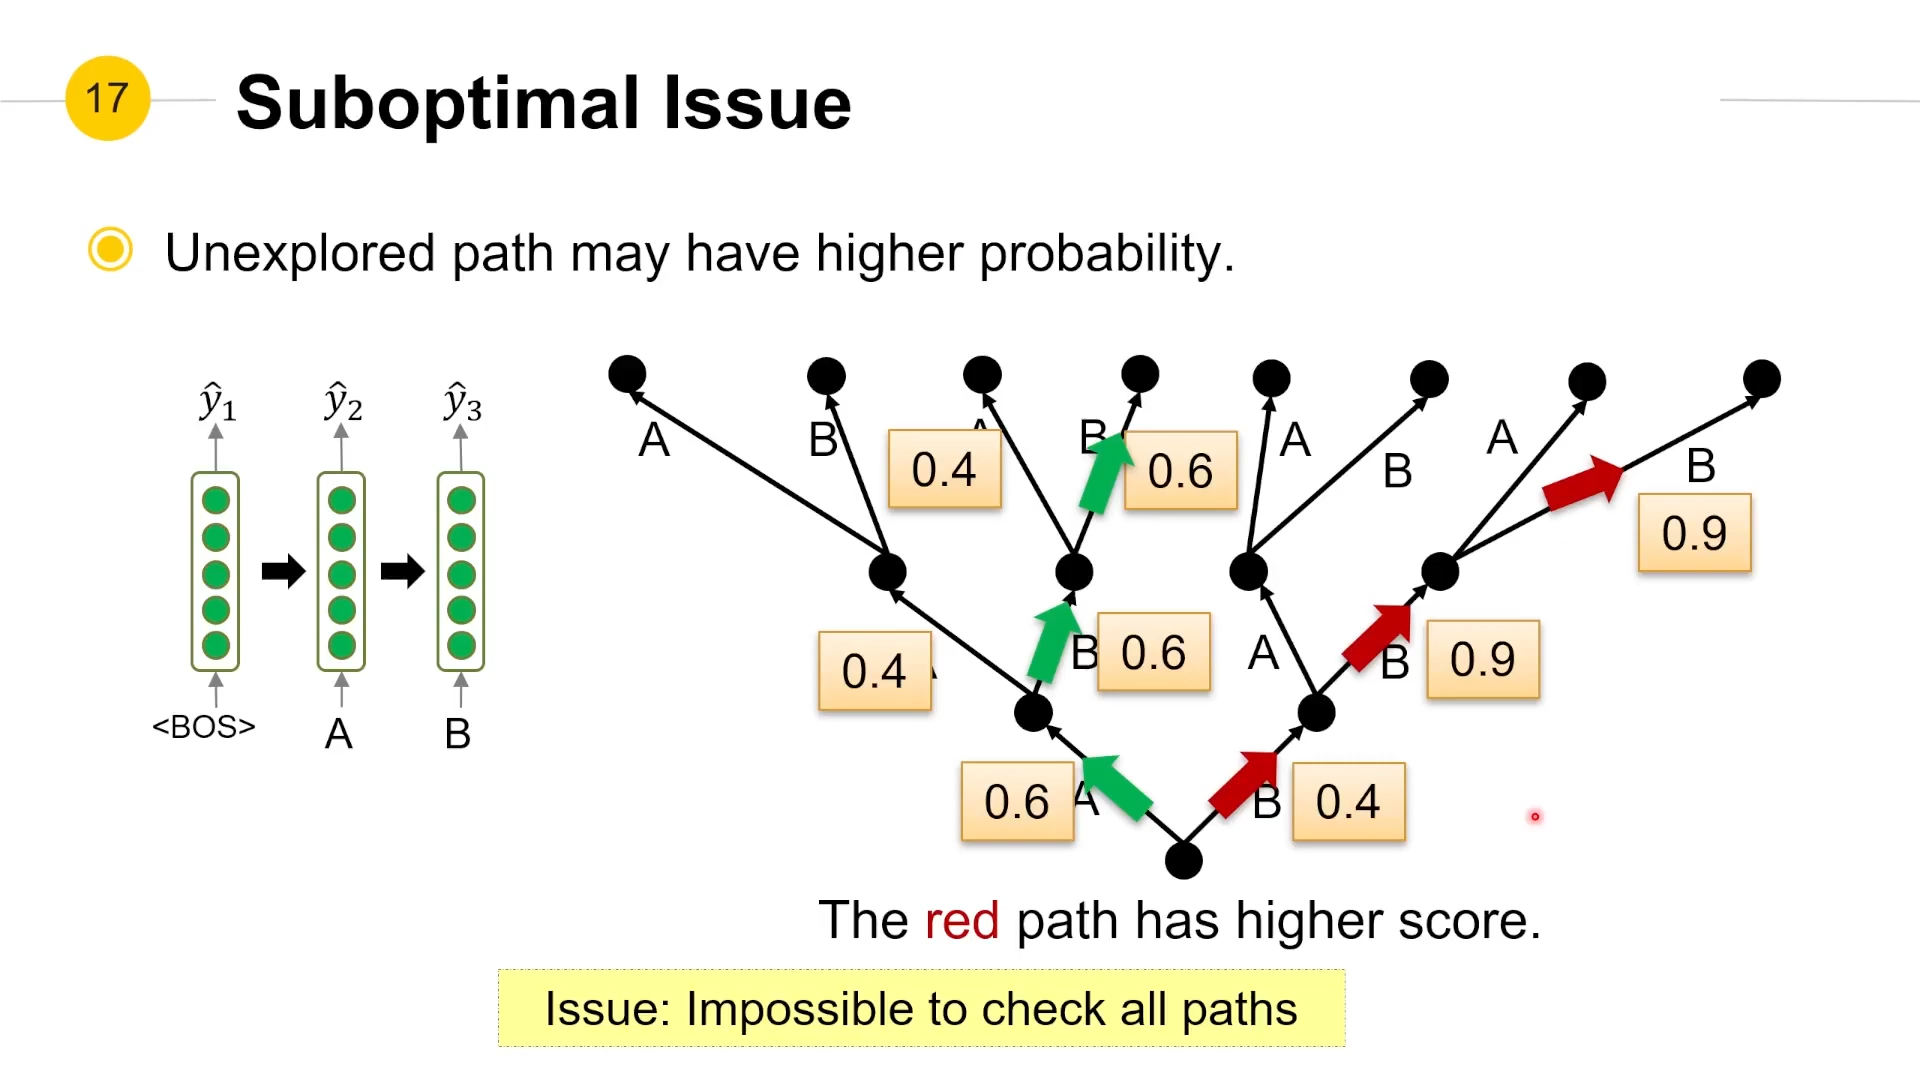 17
Suboptimal Issue
Unexplored path may have higher probability.
ŷ1 ŷ2 ŷ3
<BOS> A B
A B A B A B A B
0.4 0.6 0.9
0.4 B 0.6 A B 0.9
0.6 A B 0.4
The red path has higher score.
Issue: Impossible to check all paths